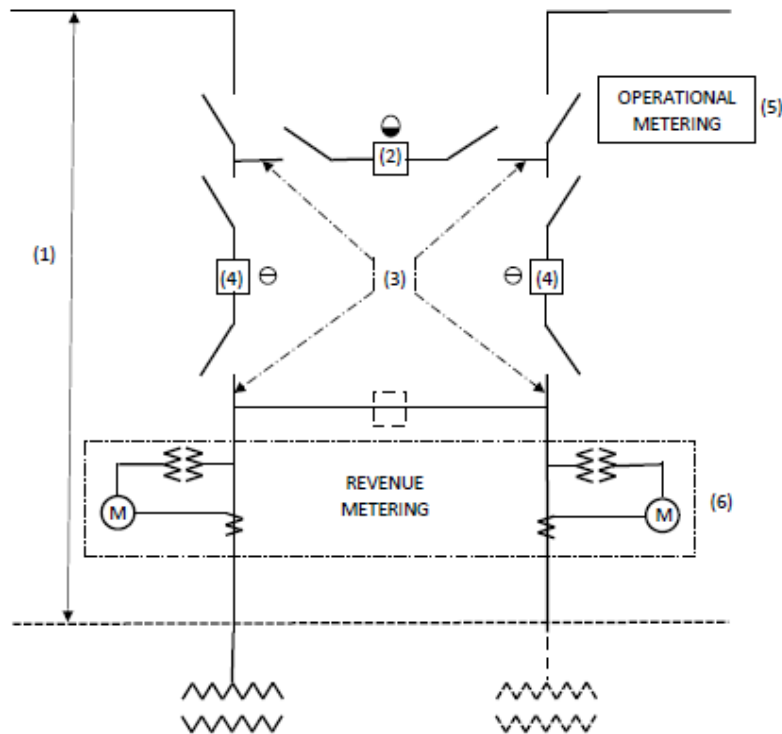 OPERATIONAL
METERING
(5)
(2)
(1)
(4)
(3)
(4)
REVENUE
METERING
M
M
(6)